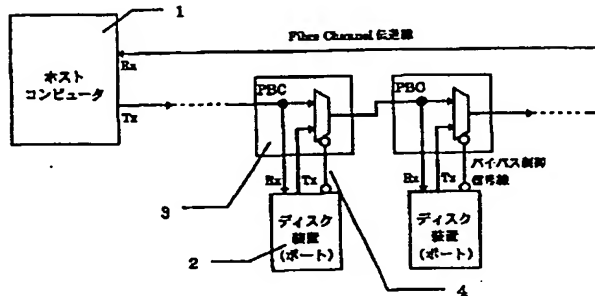 1
Fibre Channel 伝送線
Rx
ホスト
コンピュータ
Tx
PBC
PBC
3
Rx
Tx
Rx
Tx
バイパス制御
信号線
ディスク
装置
(ポート)
ディスク
装置
(ポート)
2
4